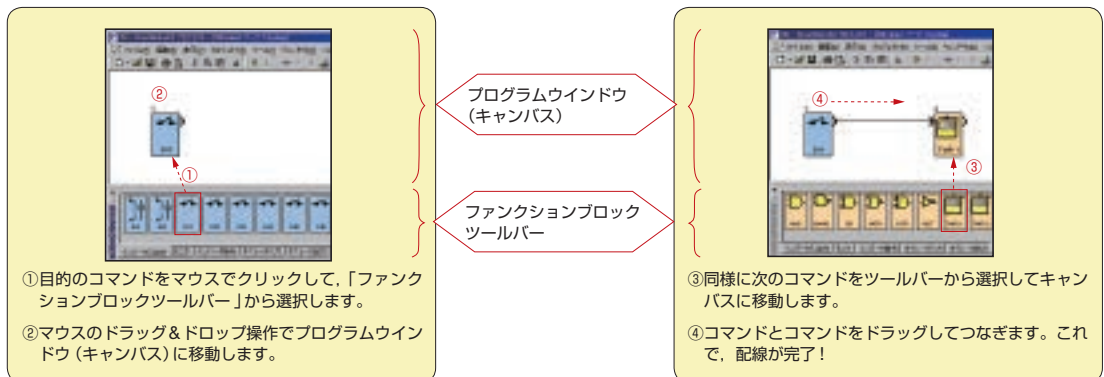 ②
①
①目的のコマンドをマウスでクリックして,「ファンク
ションブロックツールバー」から選択します。
②マウスのドラッグ&ドロップ操作でプログラムウイン
ドウ(キャンバス)に移動します。
プログラムウインドウ
(キャンバス)
ファンクションブロック
ツールバー
④
③
③同様に次のコマンドをツールバーから選択してキャン
バスに移動します。
④コマンドとコマンドをドラッグしてつなぎます。これ
で,配線が完了!